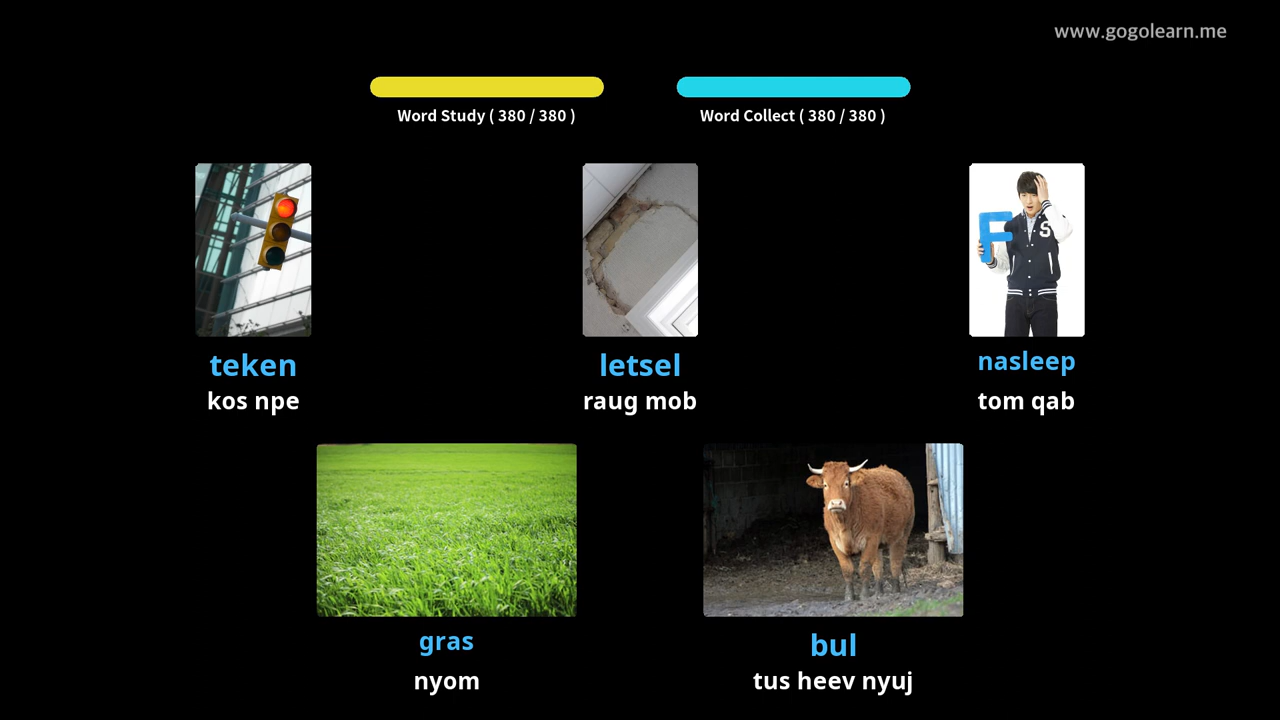 www.gogolearn.me
Word Study ( 380 / 380 )
Word Collect ( 380 / 380 )
F
S
teken
kos npe
letsel
raug mob
nasleep
tom qab
gras
nyom
bul
tus heev nyuj